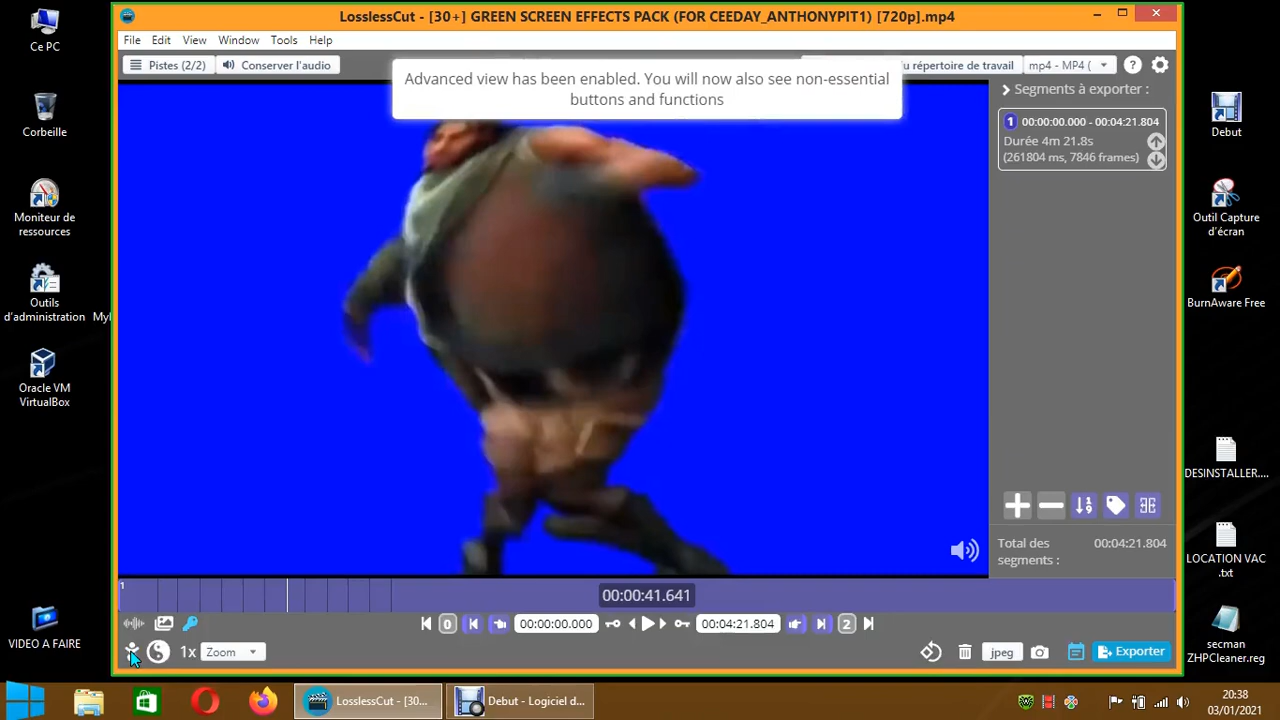 LosslessCut - [30+] GREEN SCREEN EFFECTS PACK (FOR CEEDAY_ANTHONYPIT1) [720p].mp4
File Edit View Window Tools Help
Pistes (2/2) Conserver l'audio
u répertoire de travail mp4 - MP4 (
Advanced view has been enabled. You will now also see non-essential
buttons and functions
Segments à exporter :
1 00:00:00.000 - 00:04:21.804
Durée 4m 21.8s
(261804 ms, 7846 frames)
Total des
segments :
00:04:21.804
1
00:00:41.641
0 00:00:00.000 00:04:21.804 2
1x Zoom
jpeg Exporter
Ce PC
Corbeille
Moniteur de
ressources
Outils
d'administration
Oracle VM
VirtualBox
VIDEO A FAIRE
Debut
Outil Capture
d'écran
BurnAware Free
DESINSTALLER....
LOCATION VAC
.txt
secman
ZHPCleaner.reg
LosslessCut - [30...
Debut - Logiciel d...
20:38
03/01/2021